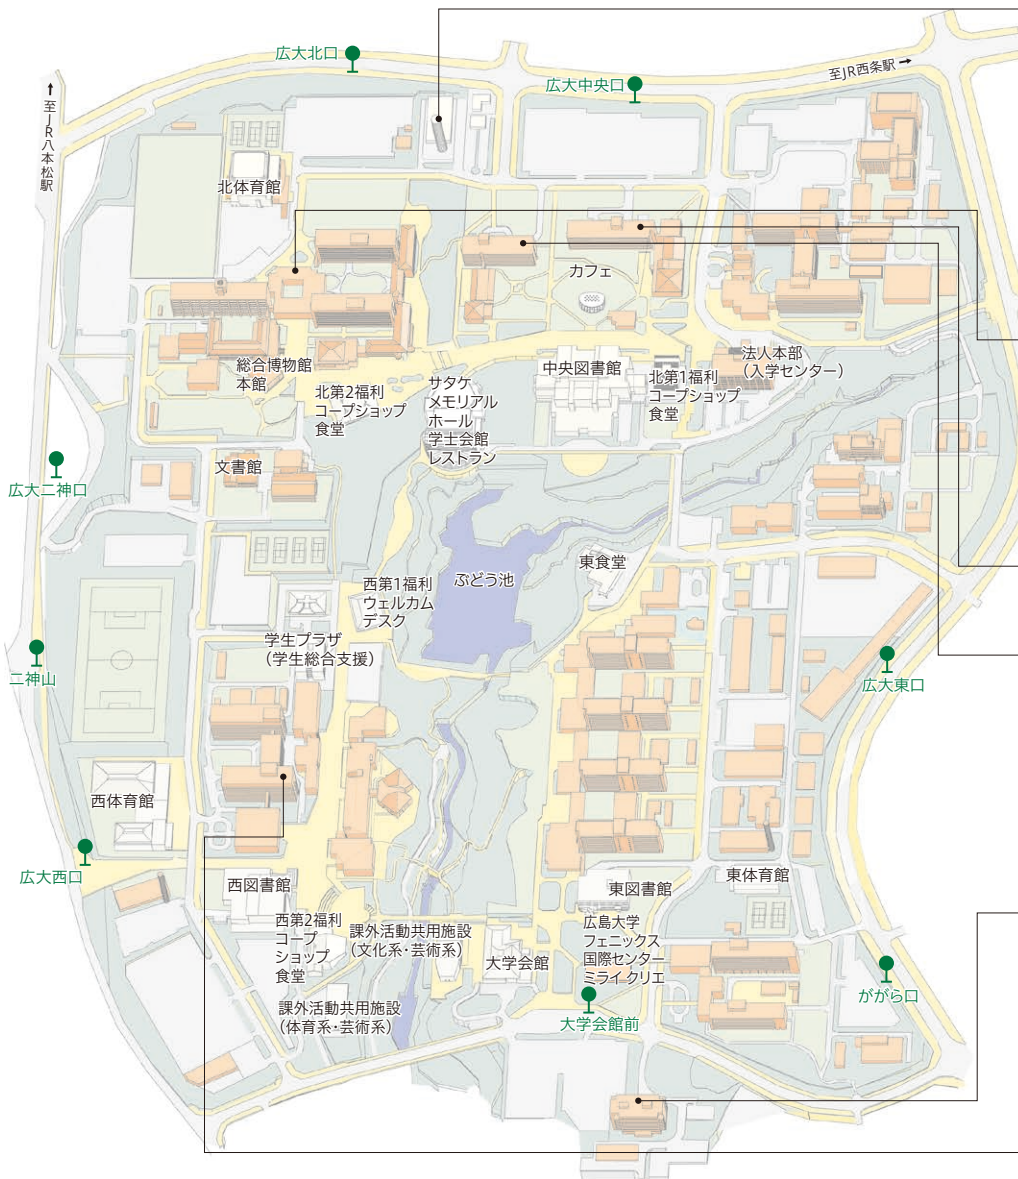 広大北口
広大中央口
至JR西条駅→
↑至JR八本松駅
北体育館
カフェ
総合博物館
本館
北第2福利
コープショップ
食堂
サタケ
メモリアル
ホール
学士会館
レストラン
中央図書館
北第1福利
コープショップ
食堂
法人本部
(入学センター)
広大二神口
文書館
西第1福利
ウェルカム
デスク
ぶどう池
東食堂
学生プラザ
(学生総合支援)
二神山
広大東口
西体育館
広大西口
西図書館
西第2福利
コープ
ショップ
食堂
課外活動共用施設
(文化系・芸術系)
課外活動共用施設
(体育系・芸術系)
大学会館
東図書館
広島大学
フェニックス
国際センター
ミライクリエ
東体育館
大学会館前
ががら口